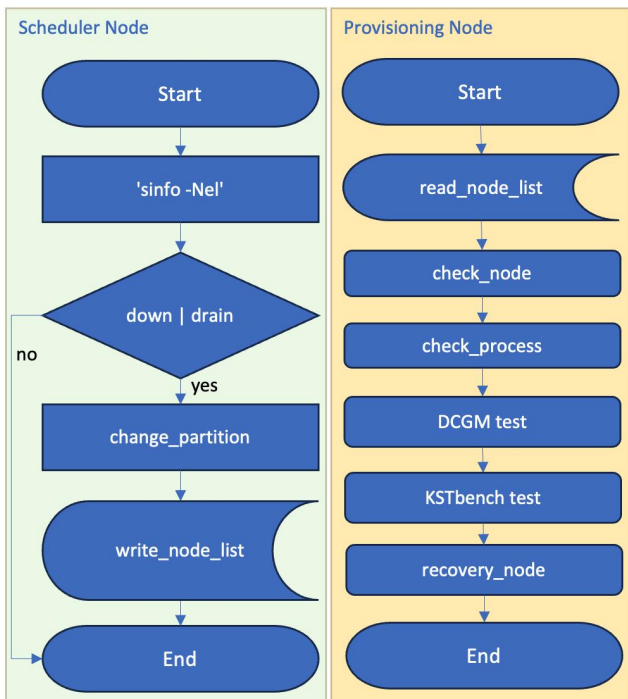 Scheduler Node
Start
'sinfo -Nel'
down | drain
no
yes
change_partition
write_node_list
End
Provisioning Node
Start
read_node_list
check_node
check_process
DCGM test
KSTbench test
recovery_node
End